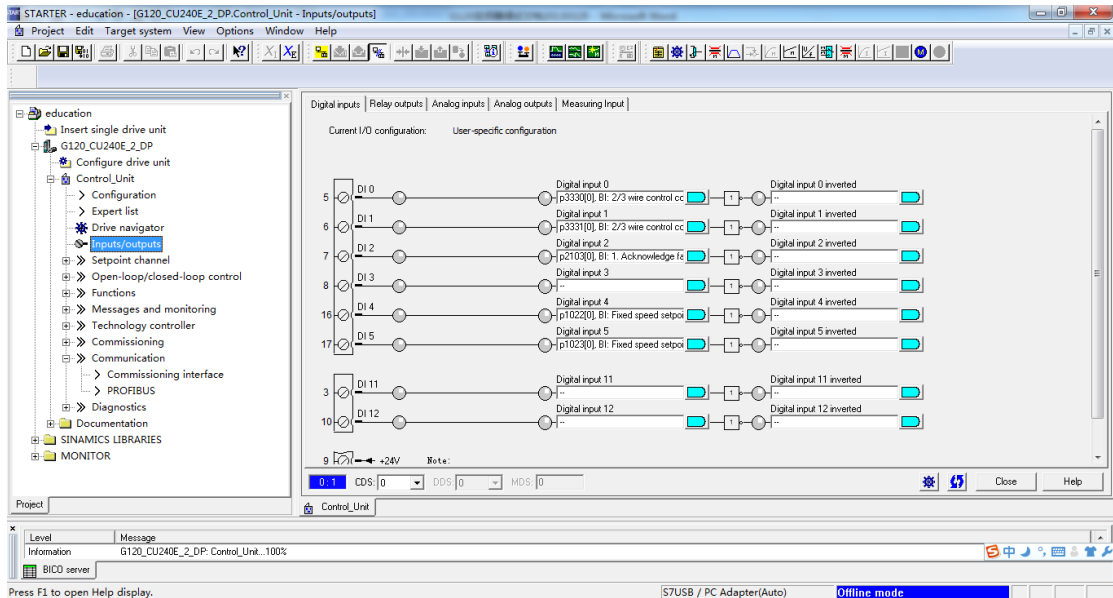 STARTER - education - [G120_CU240E_2_DP.Control_Unit - Inputs/outputs]
Project Edit Target system View Options Window Help
education
Insert single drive unit
G120_CU240E_2_DP
Configure drive unit
Control_Unit
Configuration
Expert list
Drive navigator
Inputs/outputs
Setpoint channel
Open-loop/closed-loop control
Functions
Messages and monitoring
Technology controller
Commissioning
Communication
Commissioning interface
PROFIBUS
Diagnostics
Documentation
SINAMICS LIBRARIES
MONITOR
Project
Digital inputs Relay outputs Analog inputs Analog outputs Measuring Input
Current I/O configuration: User-specific configuration
Digital input 0 Digital input 0 inverted
5 DI 0 p3330[0], BI: 2/3 wire control cc 1 --
Digital input 1 Digital input 1 inverted
6 DI 1 p3331[0], BI: 2/3 wire control cc 1 --
Digital input 2 Digital input 2 inverted
7 DI 2 p2103[0], BI: 1. Acknowledge fa 1 --
Digital input 3 Digital input 3 inverted
8 DI 3 -- 1 --
Digital input 4 Digital input 4 inverted
16 DI 4 p1022[0], BI: Fixed speed setpoi 1 --
Digital input 5 Digital input 5 inverted
17 DI 5 p1023[0], BI: Fixed speed setpoi 1 --
Digital input 11 Digital input 11 inverted
3 DI 11 -- 1 --
Digital input 12 Digital input 12 inverted
10 DI 12 -- 1 --
9 +24V Note:
0:1 CDS: 0 DDS: 0 MDS: 0 Close Help
Control_Unit
Level Message
Information G120_CU240E_2_DP: Control_Unit...100%
中
BICO server
Press F1 to open Help display. S7USB / PC Adapter(Auto) Offline mode